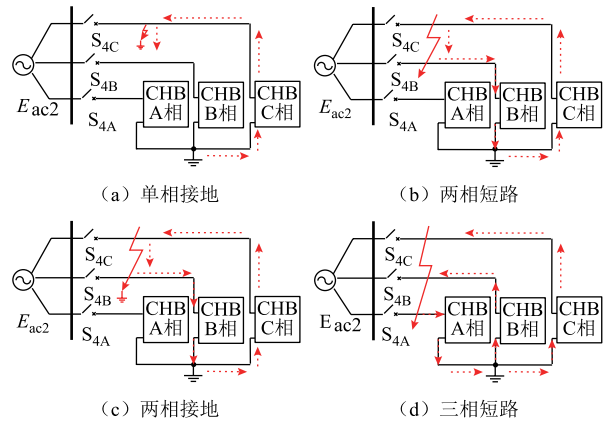 S4C
S4B
S4A
Eac2
CHB A相
CHB B相
CHB C相
(a) 单相接地
S4C
S4B
S4A
Eac2
CHB A相
CHB B相
CHB C相
(b) 两相短路
S4C
S4B
S4A
Eac2
CHB A相
CHB B相
CHB C相
(c) 两相接地
S4C
S4B
S4A
Eac2
CHB A相
CHB B相
CHB C相
(d) 三相短路